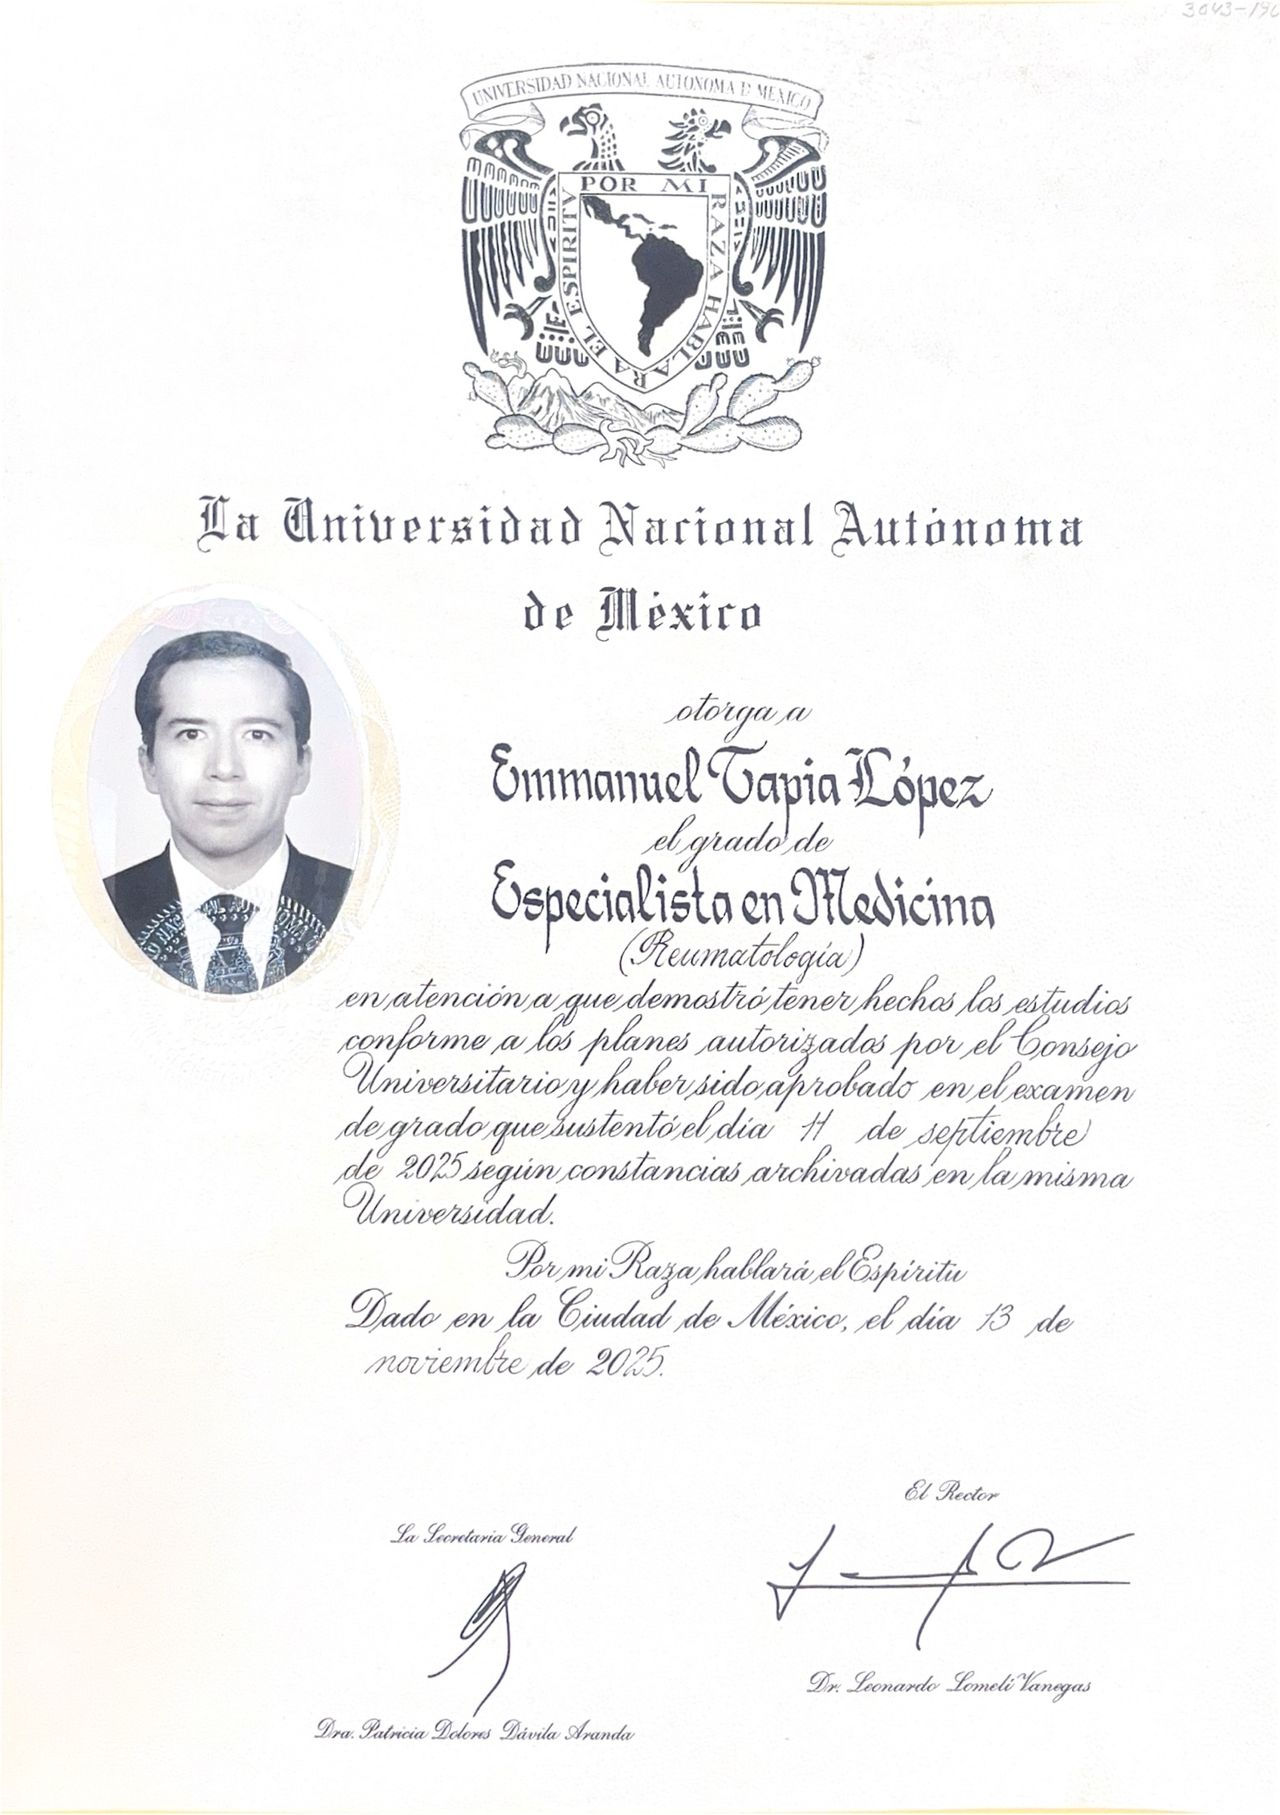 UNIVERSIDAD NACIONAL AUTONOMA D MEXICO
POR MI RAZA HABLARA EL ESPIRITV
La Universidad Nacional Autónoma
de México
otorga a
Emmanuel Tapia López
el grado de
Especialista en Medicina
(Reumatología)
en atención a que demostró tener hechos los estudios
conforme a los planes autorizados por el Consejo
Universitario y haber sido aprobado en el examen
de grado que sustentó el día 11 de septiembre
de 2025 según constancias archivadas en la misma
Universidad.
Por mi Raza hablará el Espíritu
Dado en la Ciudad de México, el día 13 de
noviembre de 2025.
El Rector
La Secretaria General
Dr. Leonardo Lomelí Vanegas
Dra. Patricia Dolores Dávila Aranda